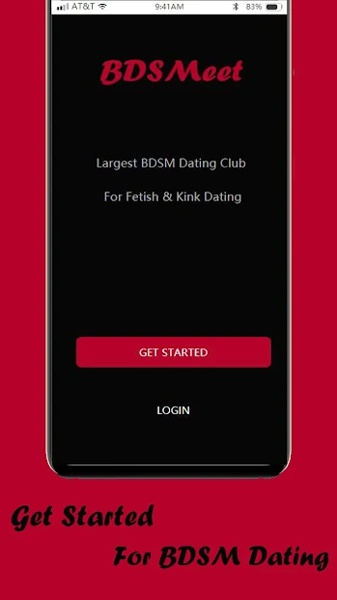 AT&T 9:41AM 83%
BDSMeet
Largest BDSM Dating Club
For Fetish & Kink Dating
GET STARTED
LOGIN
Get Started
For BDSM Dating